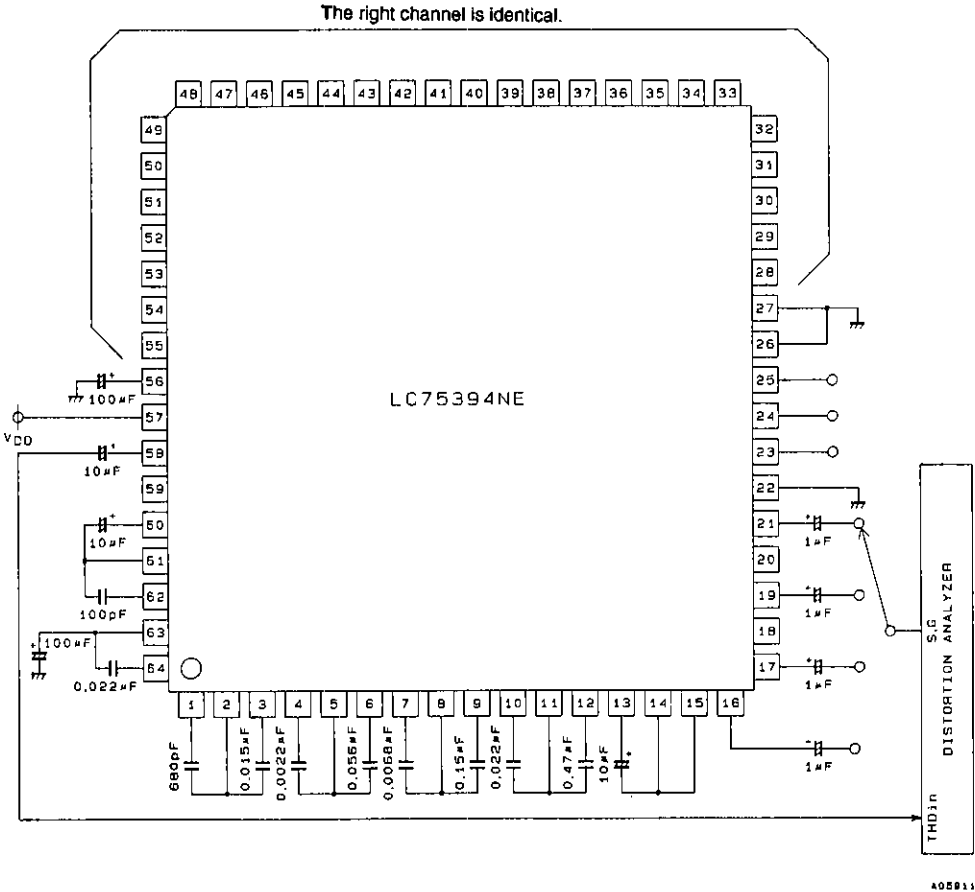 The right channel is identical.
48 47 46 45 44 43 42 41 40 39 38 37 36 35 34 33
49 32
50 31
51 30
52 29
53 28
54 27
55 26
56 25
100μF
LC75394NE
57 24
VDD
58 23
10μF
59 22
60 21
10μF 1μF
61 20
62 19
100pF 1μF
63 18
100μF
64 17
0.022μF 1μF
1 2 3 4 5 6 7 8 9 10 11 12 13 14 15 16
680pF 0.015μF 0.0022μF 0.056μF 0.0068μF 0.15μF 0.022μF 0.47μF 10μF
1μF
S.G
DISTORTION ANALYZER
THDin
A05911